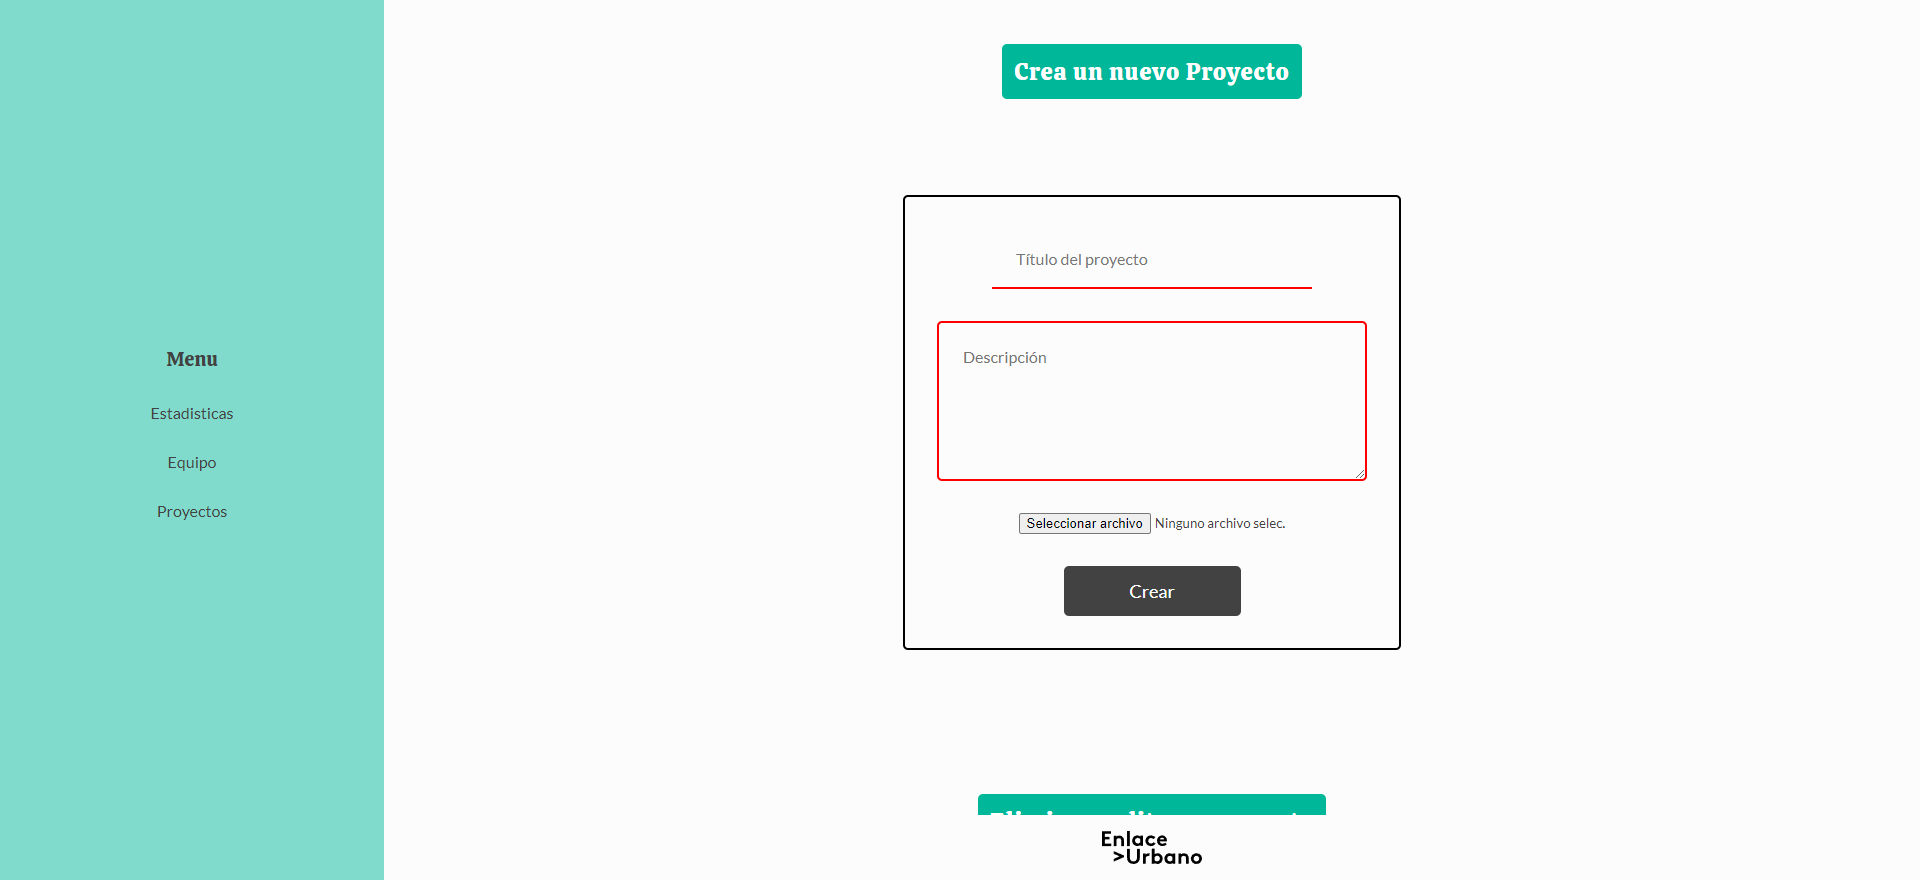 Menu
Estadisticas
Equipo
Proyectos
Crea un nuevo Proyecto
Título del proyecto
Descripción
Seleccionar archivo Ninguno archivo selec.
Crear
Enlace
>Urbano